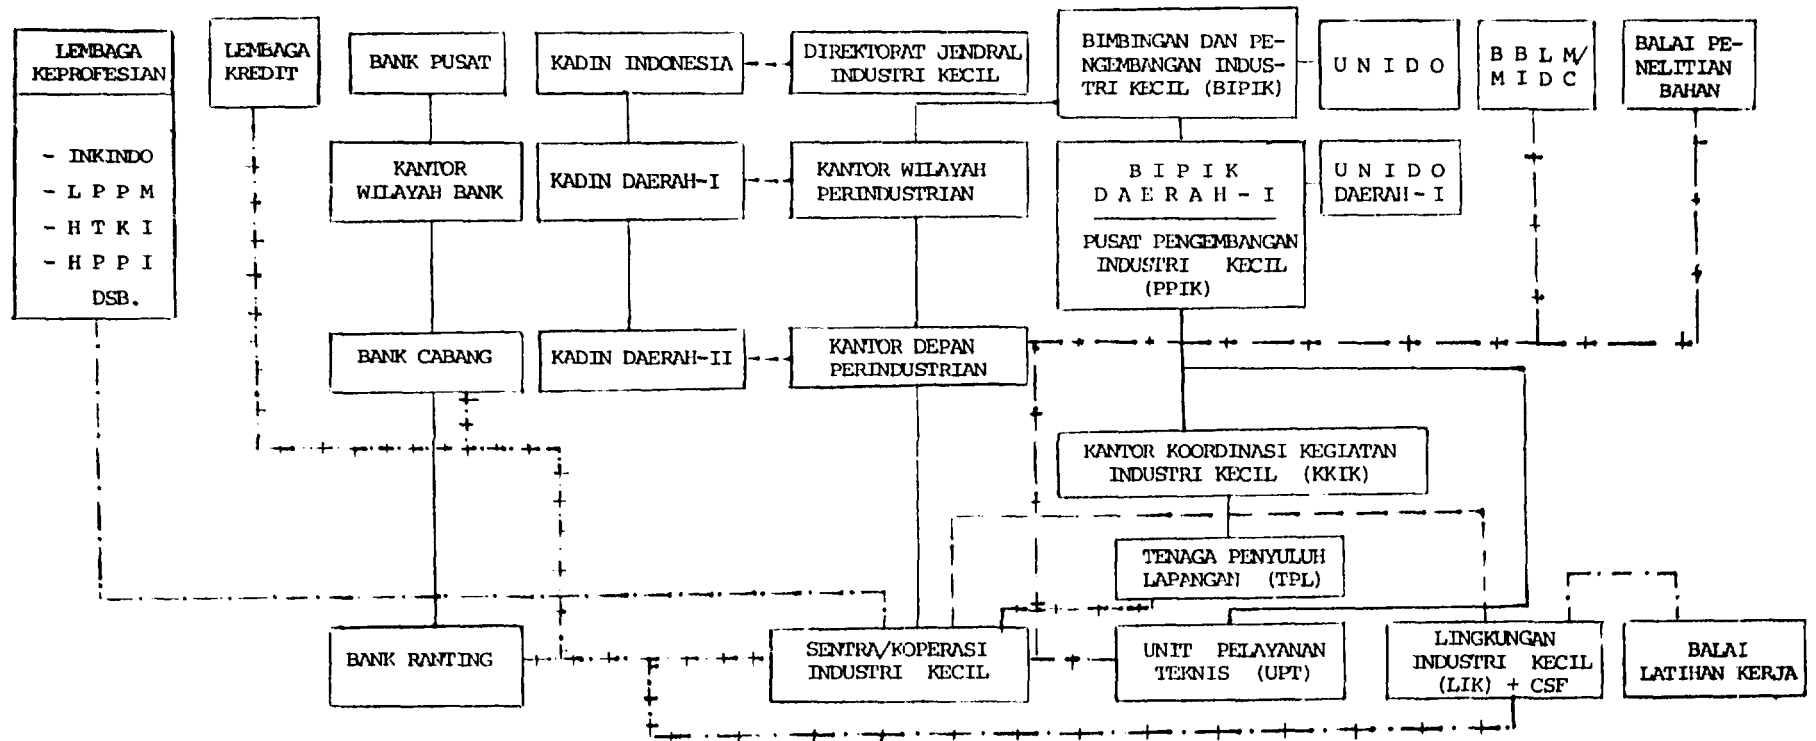 LEMBAGA
KEPROFESIAN
- INKINDO
- L P P M
- H T K I
- H P P I
DSB.
LEMBAGA
KREDIT
BANK PUSAT
KADIN INDONESIA
DIREKTORAT JENDRAL
INDUSTRI KECIL
BIMBINGAN DAN PE-
NGEMBANGAN INDUS-
TRI KECIL (BIPIK)
U N I D O
B B L M/
M I D C
BALAI PE-
NELITIAN
BAHAN
KANTOR
WILAYAH BANK
KADIN DAERAH-I
KANTOR WILAYAH
PERINDUSTRIAN
B I P I K
D A E R A H - I
PUSAT PENGEMBANGAN
INDUSTRI KECIL
(PPIK)
U N I D O
DAERAH-I
BANK CABANG
KADIN DAERAH-II
KANTOR DEPAN
PERINDUSTRIAN
KANTOR KOORDINASI KEGIATAN
INDUSTRI KECIL (KKIK)
TENAGA PENYULUH
LAPANGAN (TPL)
BANK RANTING
SENTRA/KOPERASI
INDUSTRI KECIL
UNIT PELAYANAN
TEKNIS (UPT)
LINGKUNGAN
INDUSTRI KECIL
(LIK) + CSF
BALAI
LATIHAN KERJA